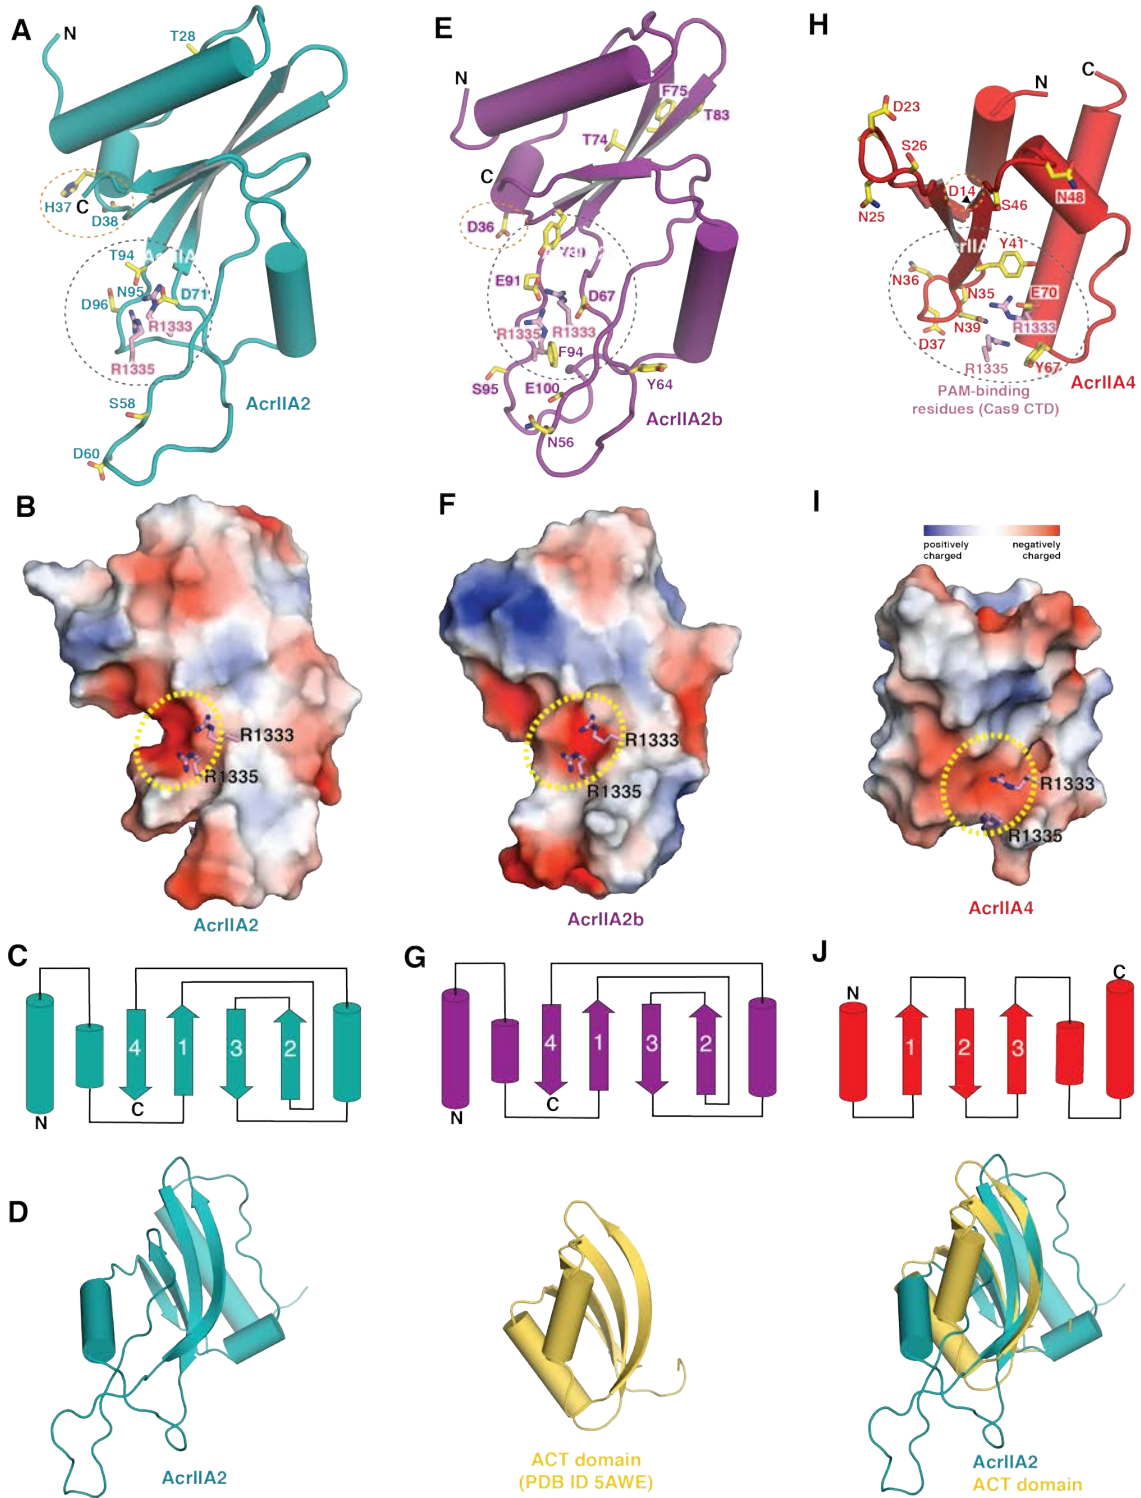 A
N
T28
H37
C
D38
T94
AcrIIA
N95
D71
D96
R1333
R1335
S58
AcrIIA2
D60
E
N
F75
T83
T74
C
D36
Y39
E91
D67
R1335
R1333
F94
S95
E100
Y64
N56
AcrIIA2b
H
N
C
D23
S26
D14
N25
S46
N48
Y41
N36
N35
E70
N39
R1333
D37
R1335
Y67
AcrIIA4
PAM-binding
residues (Cas9 CTD)
B
R1333
R1335
AcrIIA2
F
R1333
R1335
AcrIIA2b
I
positively
charged
negatively
charged
R1333
R1335
AcrIIA4
C
4
1
3
2
C
N
G
4
1
3
2
C
N
J
N
C
1
2
3
D
AcrIIA2
ACT domain
(PDB ID 5AWE)
AcrIIA2
ACT domain